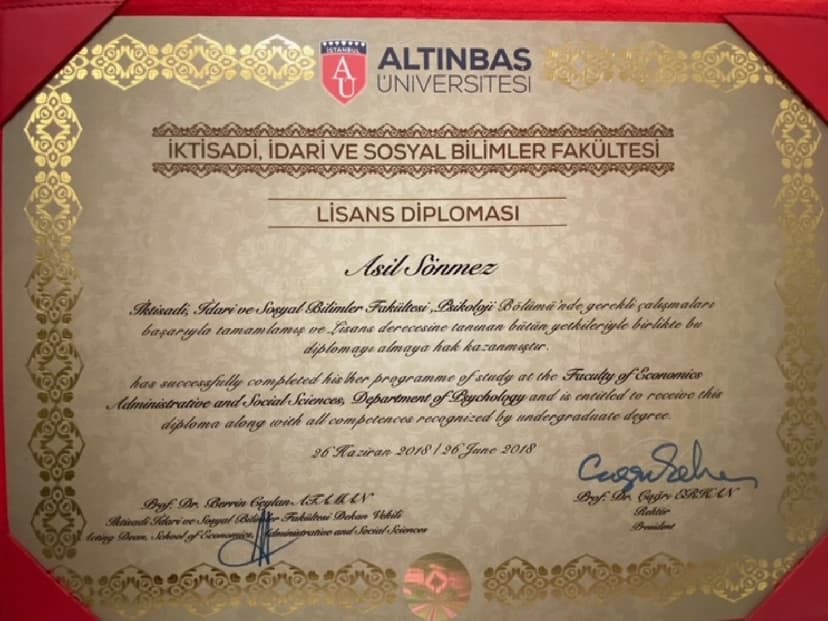 İSTANBUL
AU
ALTINBAŞ
ÜNİVERSİTESİ
İKTİSADİ, İDARİ VE SOSYAL BİLİMLER FAKÜLTESİ
LİSANS DİPLOMASI
Asil Sönmez
İktisadi, İdari ve Sosyal Bilimler Fakültesi ,Psikoloji Bölümü'nde gerekli çalışmaları
başarıyla tamamlamış ve Lisans derecesine tanınan bütün yetkileriyle birlikte bu
diplomayı almaya hak kazanmıştır.
has successfully completed his/her programme of study at the Faculty of Economics
Administrative and Social Sciences, Department of Psychology and is entitled to receive this
diploma along with all competences recognized by undergraduate degree.
26 Haziran 2018 / 26 June 2018
Prof. Dr. Berrin Ceylan ATAMAN
İktisadi İdari ve Sosyal Bilimler Fakültesi Dekan Vekili
Acting Dean, School of Economics, Administrative and Social Sciences
Prof. Dr. Çağrı ERHAN
Rektör
President